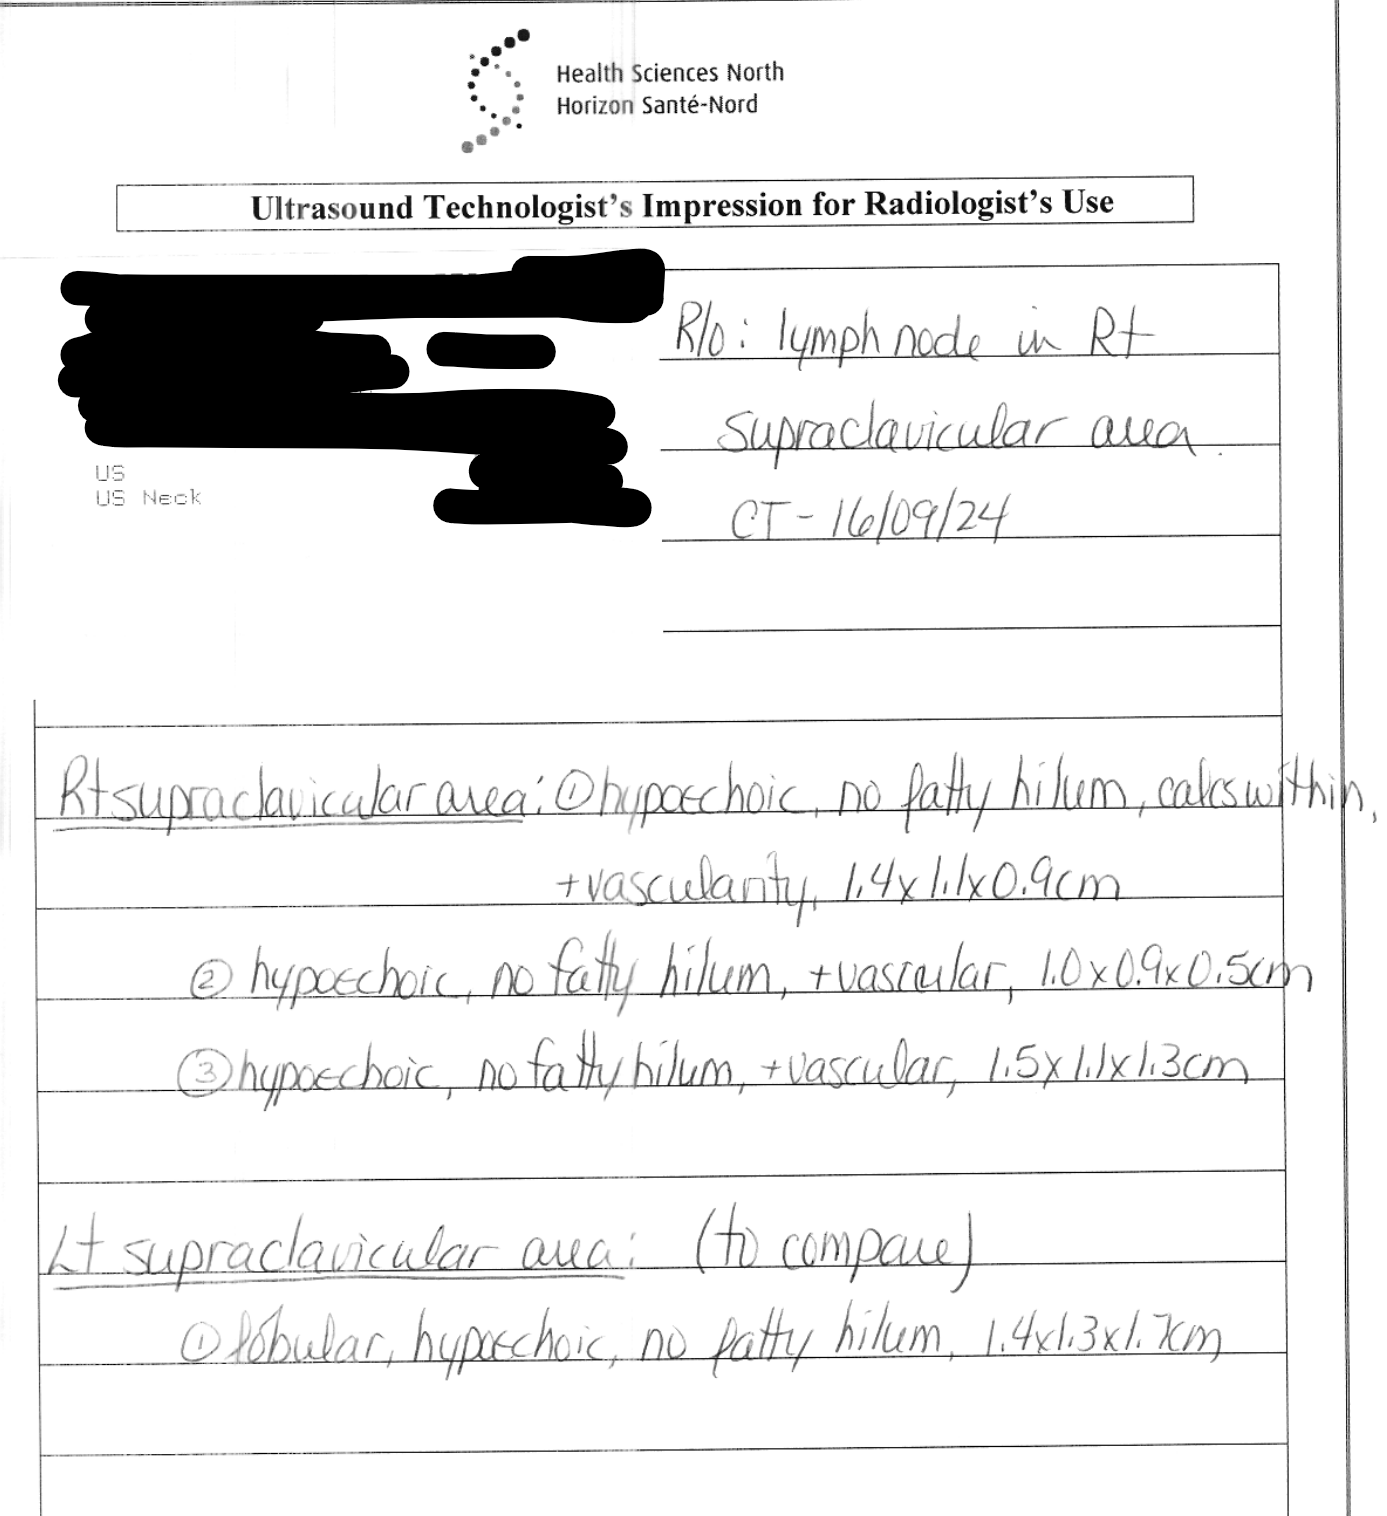 Health Sciences North
Horizon Santé-Nord
Ultrasound Technologist's Impression for Radiologist's Use
R/o: lymph node in Rt
supraclavicular area.
CT - 16/09/24
US
US Neck
Rt supraclavicular area: ① hypoechoic, no fatty hilum, calcs within,
+vascularity, 1.4x1.1x0.9cm
② hypoechoic, no fatty hilum, +vascular, 1.0x0.9x0.5cm
③ hypoechoic, no fatty hilum, +vascular, 1.5x1.1x1.3cm
Lt supraclavicular area: (to compare)
① lobular, hypoechoic, no fatty hilum, 1.4x1.3x1.7cm